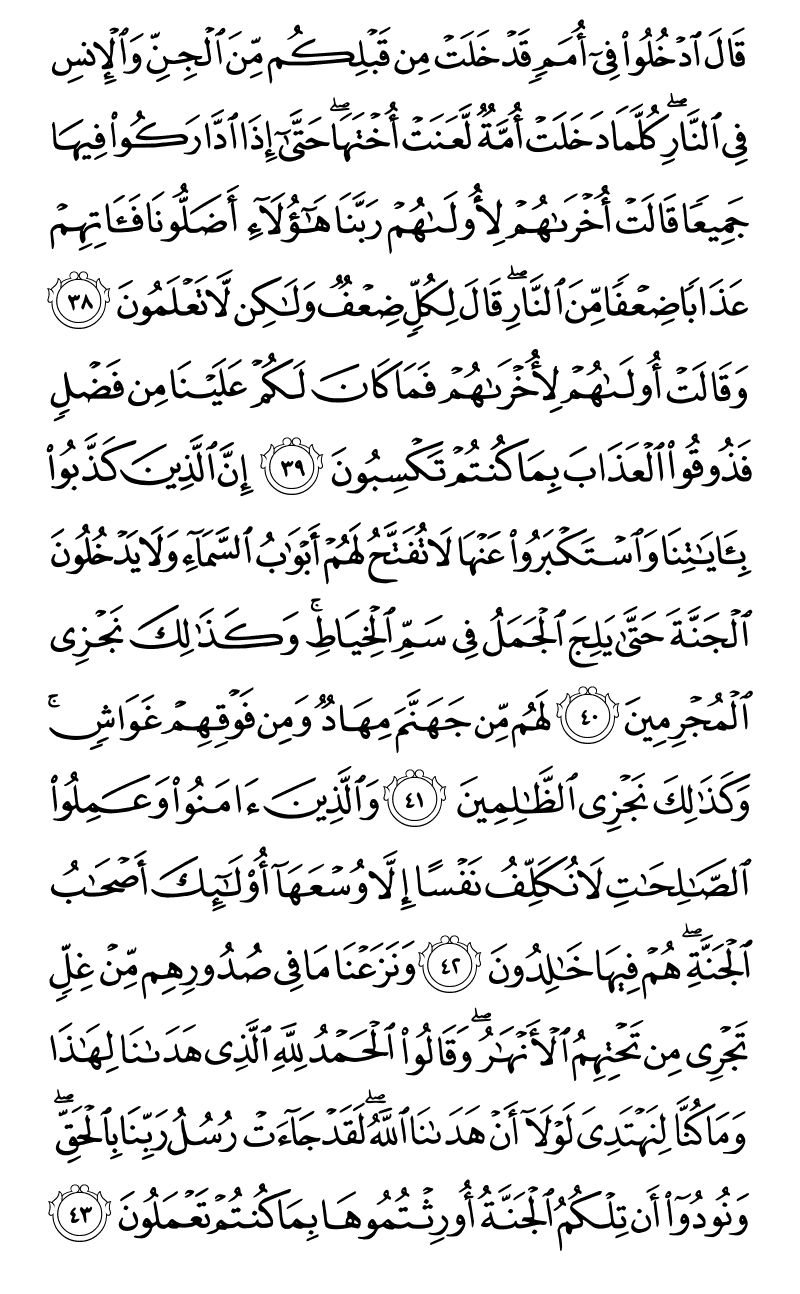 قَالَ ٱدۡخُلُواْ فِيٓ أُمَمٖ قَدۡ خَلَتۡ مِن قَبۡلِكُم مِّنَ ٱلۡجِنِّ وَٱلۡإِنسِ
فِي ٱلنَّارِۖ كُلَّمَا دَخَلَتۡ أُمَّةٞ لَّعَنَتۡ أُخۡتَهَاۖ حَتَّىٰٓ إِذَا ٱدَّارَكُواْ فِيهَا
جَمِيعٗا قَالَتۡ أُخۡرَىٰهُمۡ لِأُولَىٰهُمۡ رَبَّنَا هَٰٓؤُلَآءِ أَضَلُّونَا فَـَٔاتِهِمۡ
عَذَابٗا ضِعۡفٗا مِّنَ ٱلنَّارِۖ قَالَ لِكُلّٖ ضِعۡفٞ وَلَٰكِن لَّا تَعۡلَمُونَ ٣٨
وَقَالَتۡ أُولَىٰهُمۡ لِأُخۡرَىٰهُمۡ فَمَا كَانَ لَكُمۡ عَلَيۡنَا مِن فَضۡلٖ
فَذُوقُواْ ٱلۡعَذَابَ بِمَا كُنتُمۡ تَكۡسِبُونَ ٣٩ إِنَّ ٱلَّذِينَ كَذَّبُواْ
بِـَٔايَٰتِنَا وَٱسۡتَكۡبَرُواْ عَنۡهَا لَا تُفَتَّحُ لَهُمۡ أَبۡوَٰبُ ٱلسَّمَآءِ وَلَا يَدۡخُلُونَ
ٱلۡجَنَّةَ حَتَّىٰ يَلِجَ ٱلۡجَمَلُ فِي سَمِّ ٱلۡخِيَاطِۚ وَكَذَٰلِكَ نَجۡزِي
ٱلۡمُجۡرِمِينَ ٤٠ لَهُم مِّن جَهَنَّمَ مِهَادٞ وَمِن فَوۡقِهِمۡ غَوَاشٖۚ
وَكَذَٰلِكَ نَجۡزِي ٱلظَّٰلِمِينَ ٤١ وَٱلَّذِينَ ءَامَنُواْ وَعَمِلُواْ
ٱلصَّٰلِحَٰتِ لَا نُكَلِّفُ نَفۡسًا إِلَّا وُسۡعَهَآ أُوْلَٰٓئِكَ أَصۡحَٰبُ
ٱلۡجَنَّةِۖ هُمۡ فِيهَا خَٰلِدُونَ ٤٢ وَنَزَعۡنَا مَا فِي صُدُورِهِم مِّنۡ غِلّٖ
تَجۡرِي مِن تَحۡتِهِمُ ٱلۡأَنۡهَٰرُۖ وَقَالُواْ ٱلۡحَمۡدُ لِلَّهِ ٱلَّذِي هَدَىٰنَا لِهَٰذَا
وَمَا كُنَّا لِنَهۡتَدِيَ لَوۡلَآ أَنۡ هَدَىٰنَا ٱللَّهُۖ لَقَدۡ جَآءَتۡ رُسُلُ رَبِّنَا بِٱلۡحَقِّۖ
وَنُودُوٓاْ أَن تِلۡكُمُ ٱلۡجَنَّةُ أُورِثۡتُمُوهَا بِمَا كُنتُمۡ تَعۡمَلُونَ ٤٣